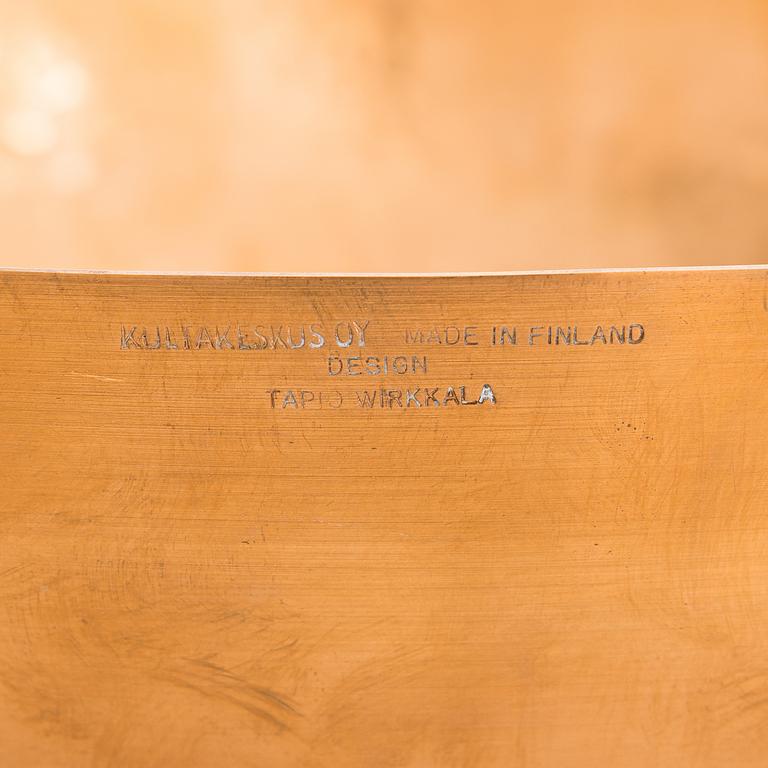 KULTAKESKUS OY MADE IN FINLAND
DESIGN
TAPIO WIRKKALA